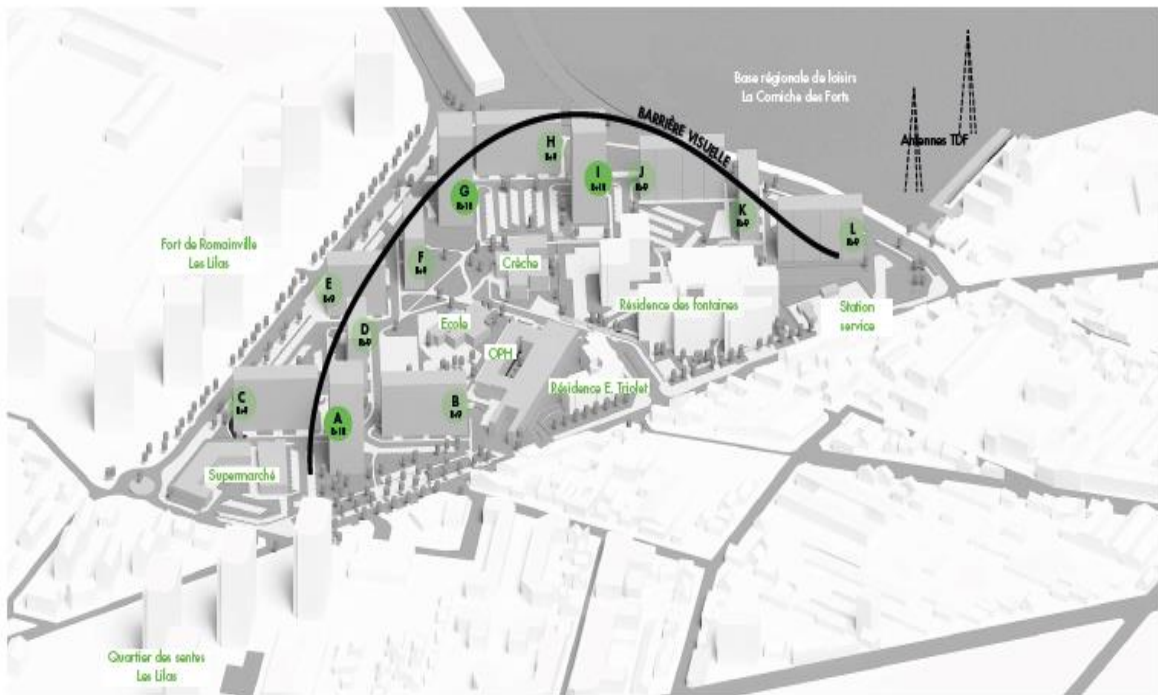 Base régionale de loisirs
La Corniche des Forts
Antennes TDF
BARRIÈRE VISUELLE
H
I
J
G
K
L
Fort de Romainville
Les Lilas
F
Crèche
E
Résidence des fontaines
Station
service
D
Ecole
OPH
Résidence E. Triolet
C
A
B
Supermarché
Quartier des sentes
Les Lilas